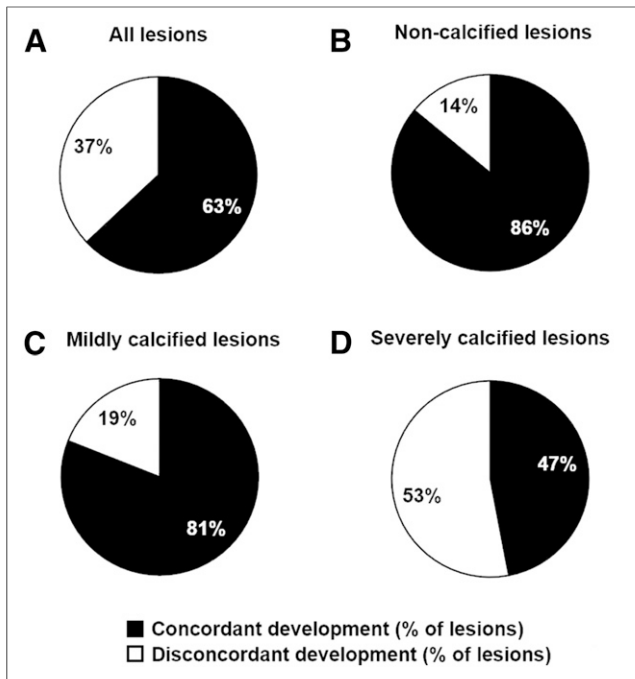 A All lesions
37%
63%
B Non-calcified lesions
14%
86%
C Mildly calcified lesions
19%
81%
D Severely calcified lesions
53%
47%
Concordant development (% of lesions)
Disconcordant development (% of lesions)